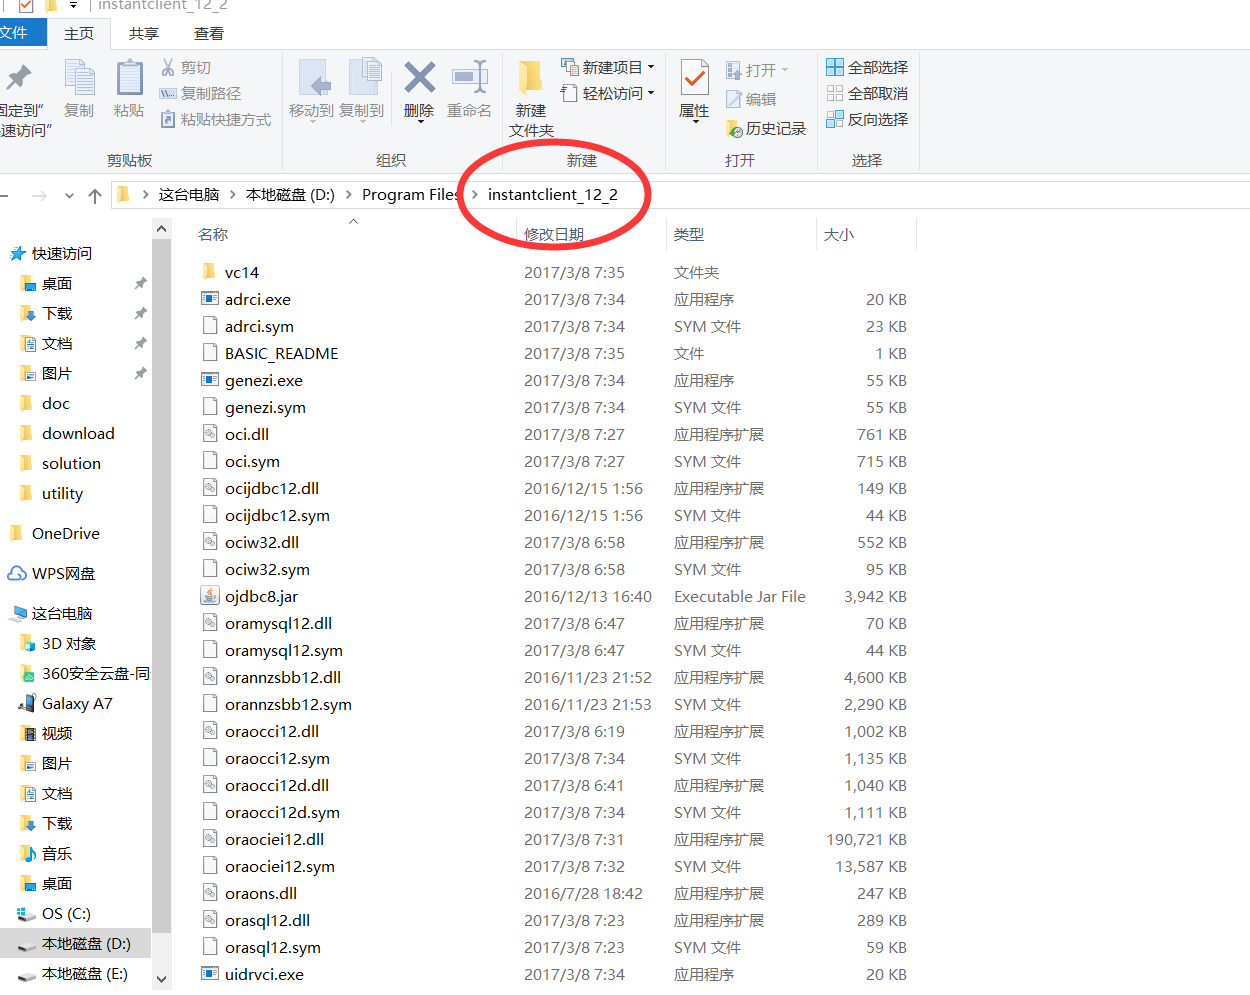 instantclient_12_2
文件 主页 共享 查看
固定到"
快速访问"
复制
粘贴
剪切
复制路径
粘贴快捷方式
剪贴板
移动到 复制到 删除 重命名
组织
新建
文件夹
新建项目
轻松访问
新建
属性
打开
编辑
历史记录
打开
全部选择
全部取消
反向选择
选择
这台电脑 本地磁盘 (D:) Program Files instantclient_12_2
快速访问
桌面
下载
文档
图片
doc
download
solution
utility
OneDrive
WPS网盘
这台电脑
3D 对象
360安全云盘-同
Galaxy A7
视频
图片
文档
下载
音乐
桌面
OS (C:)
本地磁盘 (D:)
本地磁盘 (E:)
名称 修改日期 类型 大小
vc14 2017/3/8 7:35 文件夹
adrci.exe 2017/3/8 7:34 应用程序 20 KB
adrci.sym 2017/3/8 7:34 SYM 文件 23 KB
BASIC_README 2017/3/8 7:35 文件 1 KB
genezi.exe 2017/3/8 7:34 应用程序 55 KB
genezi.sym 2017/3/8 7:34 SYM 文件 55 KB
oci.dll 2017/3/8 7:27 应用程序扩展 761 KB
oci.sym 2017/3/8 7:27 SYM 文件 715 KB
ocijdbc12.dll 2016/12/15 1:56 应用程序扩展 149 KB
ocijdbc12.sym 2016/12/15 1:56 SYM 文件 44 KB
ociw32.dll 2017/3/8 6:58 应用程序扩展 552 KB
ociw32.sym 2017/3/8 6:58 SYM 文件 95 KB
ojdbc8.jar 2016/12/13 16:40 Executable Jar File 3,942 KB
oramysql12.dll 2017/3/8 6:47 应用程序扩展 70 KB
oramysql12.sym 2017/3/8 6:47 SYM 文件 44 KB
orannzsbb12.dll 2016/11/23 21:52 应用程序扩展 4,600 KB
orannzsbb12.sym 2016/11/23 21:53 SYM 文件 2,290 KB
oraocci12.dll 2017/3/8 6:19 应用程序扩展 1,002 KB
oraocci12.sym 2017/3/8 7:34 SYM 文件 1,135 KB
oraocci12d.dll 2017/3/8 6:41 应用程序扩展 1,040 KB
oraocci12d.sym 2017/3/8 7:34 SYM 文件 1,111 KB
oraociei12.dll 2017/3/8 7:31 应用程序扩展 190,721 KB
oraociei12.sym 2017/3/8 7:32 SYM 文件 13,587 KB
oraons.dll 2016/7/28 18:42 应用程序扩展 247 KB
orasql12.dll 2017/3/8 7:23 应用程序扩展 289 KB
orasql12.sym 2017/3/8 7:23 SYM 文件 59 KB
uidrvci.exe 2017/3/8 7:34 应用程序 20 KB